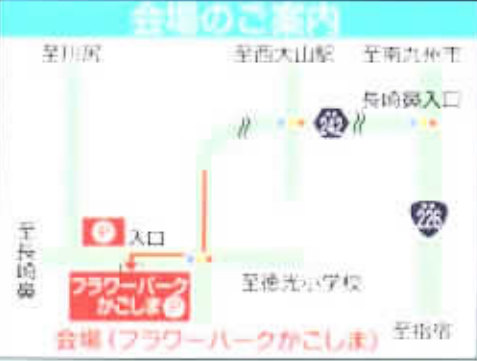 会場のご案内
至川尻
至西大山駅
至南九州市
長崎鼻入口
242
226
至長崎鼻
P
入口
フラワーパーク
かごしまP
至徳光小学校
会場(フラワーパークかごしま)
至指宿